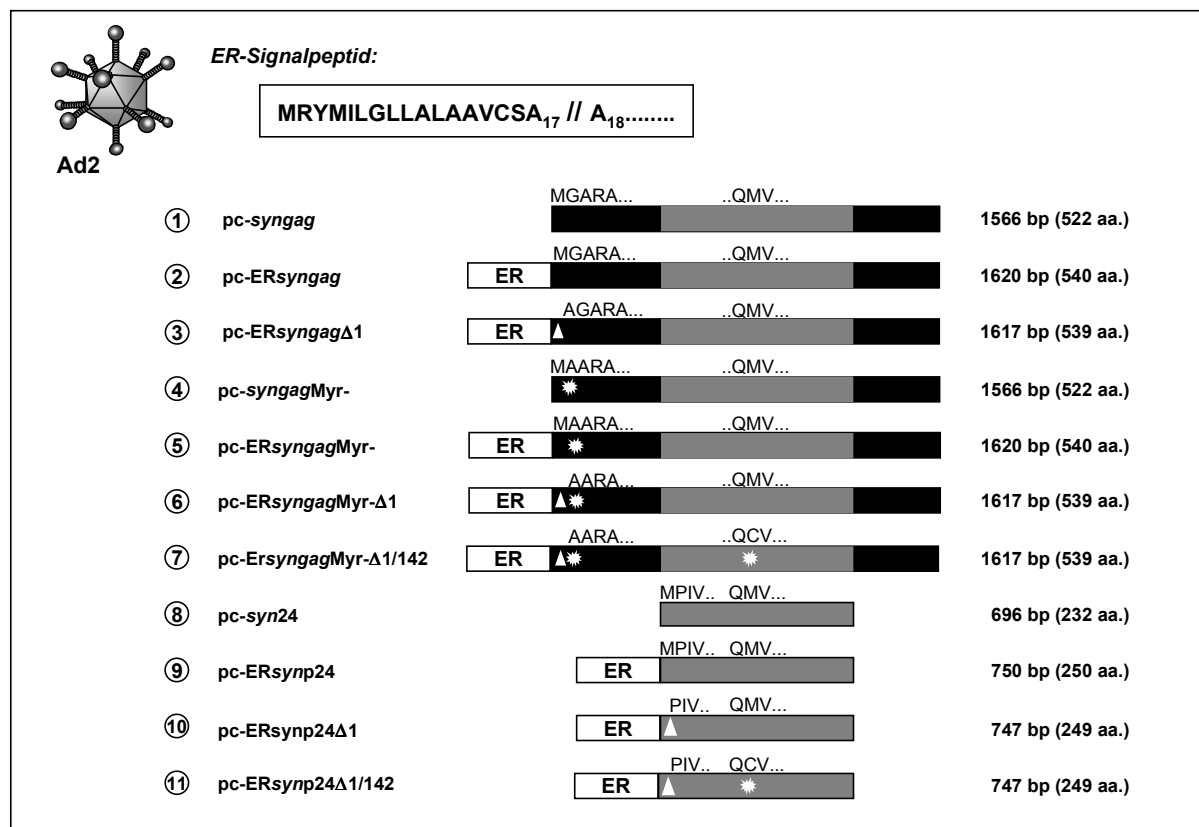 ER-Signalpeptid:
MRYMILGLLALAAVCSA17 // A18........
Ad2
MGARA... ..QMV...
1 pc-syngag 1566 bp (522 aa.)
MGARA... ..QMV...
2 pc-ERsyngag ER 1620 bp (540 aa.)
AGARA... ..QMV...
3 pc-ERsyngagΔ1 ER 1617 bp (539 aa.)
MAARA... ..QMV...
4 pc-syngagMyr- 1566 bp (522 aa.)
MAARA... ..QMV...
5 pc-ERsyngagMyr- ER 1620 bp (540 aa.)
AARA... ..QMV...
6 pc-ERsyngagMyr-Δ1 ER 1617 bp (539 aa.)
AARA... ..QCV...
7 pc-ErsyngagMyr-Δ1/142 ER 1617 bp (539 aa.)
MPIV.. QMV...
8 pc-syn24 696 bp (232 aa.)
MPIV.. QMV...
9 pc-ERsynp24 ER 750 bp (250 aa.)
PIV.. QMV...
10 pc-ERsynp24Δ1 ER 747 bp (249 aa.)
PIV.. QCV...
11 pc-ERsynp24Δ1/142 ER 747 bp (249 aa.)